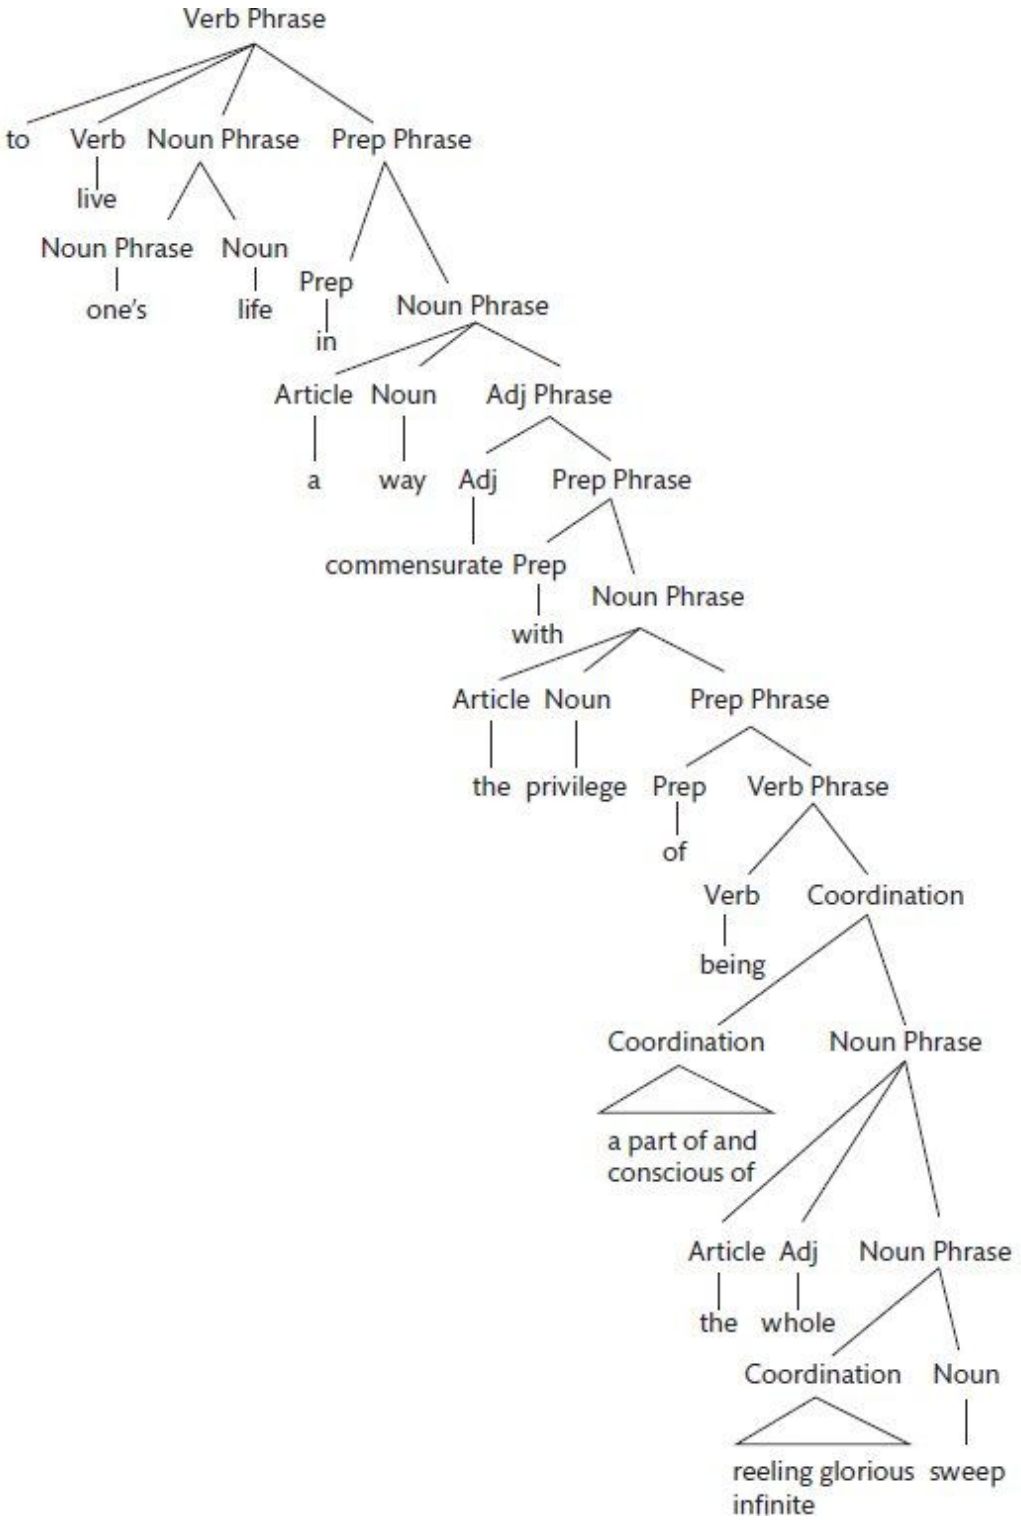 Verb Phrase
to Verb Noun Phrase Prep Phrase
live
Noun Phrase Noun
Prep
one's life
Noun Phrase
in
Article Noun Adj Phrase
a way Adj Prep Phrase
commensurate Prep
Noun Phrase
with
Article Noun Prep Phrase
the privilege Prep Verb Phrase
of
Verb Coordination
being
Coordination Noun Phrase
a part of and
conscious of
Article Adj Noun Phrase
the whole
Coordination Noun
reeling glorious sweep
infinite